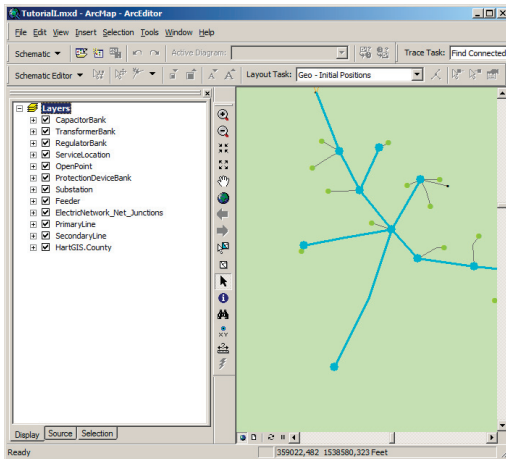 TutorialI.mxd - ArcMap - ArcEditor
File Edit View Insert Selection Tools Window Help
Schematic Active Diagram: Trace Task: Find Connected
Schematic Editor Layout Task: Geo - Initial Positions
Layers
CapacitorBank
TransformerBank
RegulatorBank
ServiceLocation
OpenPoint
ProtectionDeviceBank
Substation
Feeder
ElectricNetwork_Net_Junctions
PrimaryLine
SecondaryLine
HartGIS.County
XY
Display Source Selection
Ready 359022,482 1538580,323 Feet